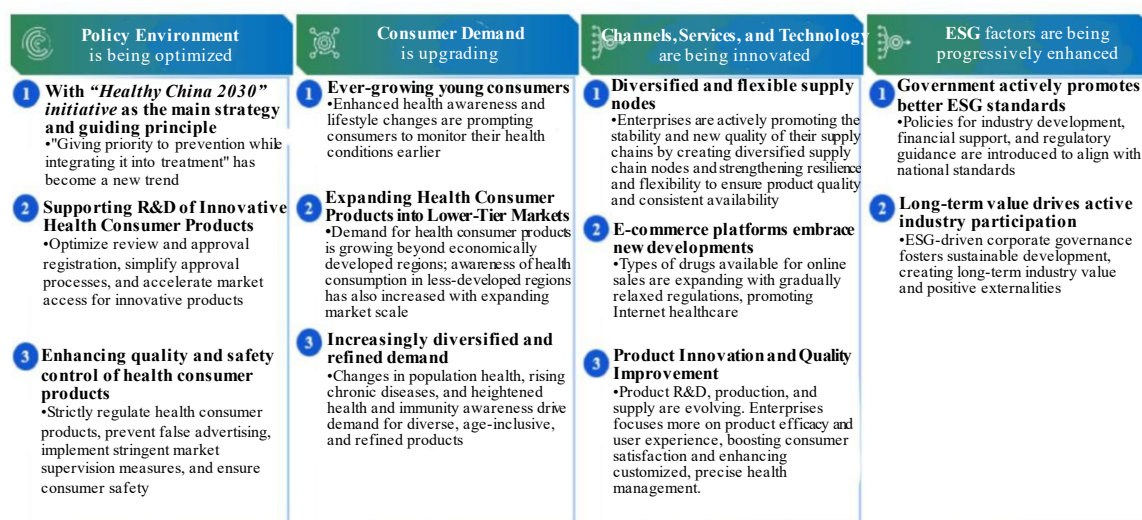 Policy Environment
is being optimized
1
With “Healthy China 2030”
initiative as the main strategy
and guiding principle
•"Giving priority to prevention while
integrating it into treatment" has
become a new trend
2
Supporting R&D of Innovative
Health Consumer Products
•Optimize review and approval
registration, simplify approval
processes, and accelerate market
access for innovative products
3
Enhancing quality and safety
control of health consumer
products
•Strictly regulate health consumer
products, prevent false advertising,
implement stringent market
supervision measures, and ensure
consumer safety
Consumer Demand
is upgrading
1
Ever-growing young consumers
•Enhanced health awareness and
lifestyle changes are prompting
consumers to monitor their health
conditions earlier
2
Expanding Health Consumer
Products into Lower-Tier Markets
•Demand for health consumer products
is growing beyond economically
developed regions; awareness of health
consumption in less-developed regions
has also increased with expanding
market scale
3
Increasingly diversified and
refined demand
•Changes in population health, rising
chronic diseases, and heightened
health and immunity awareness drive
demand for diverse, age-inclusive,
and refined products
Channels, Services, and Technology
are being innovated
1
Diversified and flexible supply
nodes
•Enterprises are actively promoting the
stability and new quality of their supply
chains by creating diversified supply
chain nodes and strengthening resilience
and flexibility to ensure product quality
and consistent availability
2
E-commerce platforms embrace
new developments
•Types of drugs available for online
sales are expanding with gradually
relaxed regulations, promoting
Internet healthcare
3
Product Innovation and Quality
Improvement
•Product R&D, production, and
supply are evolving. Enterprises
focuses more on product efficacy and
user experience, boosting consumer
satisfaction and enhancing
customized, precise health
management.
ESG factors are being
progressively enhanced
1
Government actively promotes
better ESG standards
•Policies for industry development,
financial support, and regulatory
guidance are introduced to align with
national standards
2
Long-term value drives active
industry participation
•ESG-driven corporate governance
fosters sustainable development,
creating long-term industry value
and positive externalities